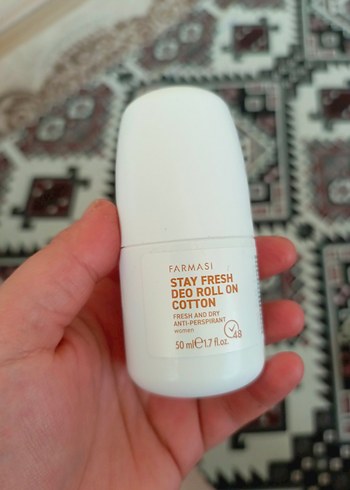 FARMASI
STAY FRESH
DEO ROLL ON
COTTON
FRESH AND DRY
ANTI-PERSPIRANT
women
48
50 ml℮1.7 fl oz.